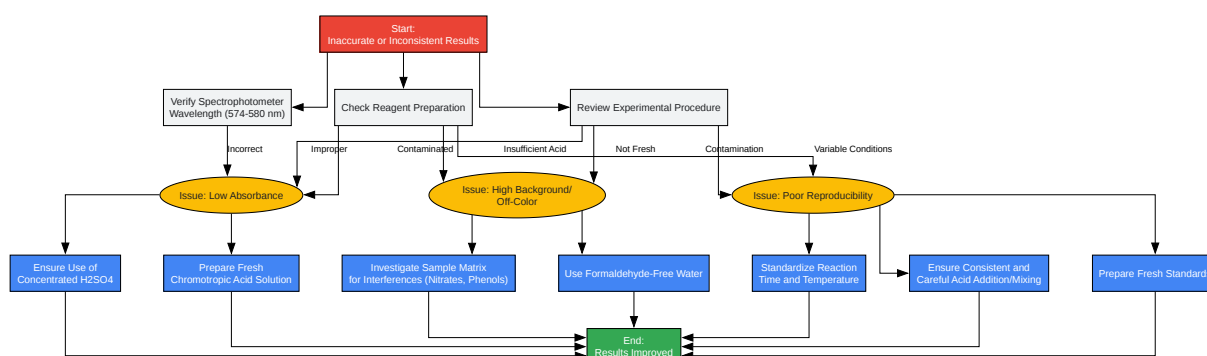 Start:
Inaccurate or Inconsistent Results
Verify Spectrophotometer
Wavelength (574-580 nm)
Check Reagent Preparation
Review Experimental Procedure
Incorrect
Improper
Contaminated
Insufficient Acid
Not Fresh
Contamination
Variable Conditions
Issue: Low Absorbance
Issue: High Background/
Off-Color
Issue: Poor Reproducibility
Ensure Use of
Concentrated H2SO4
Prepare Fresh
Chromotropic Acid Solution
Investigate Sample Matrix
for Interferences (Nitrates, Phenols)
Use Formaldehyde-Free Water
Standardize Reaction
Time and Temperature
Ensure Consistent and
Careful Acid Addition/Mixing
Prepare Fresh Standards
End:
Results Improved